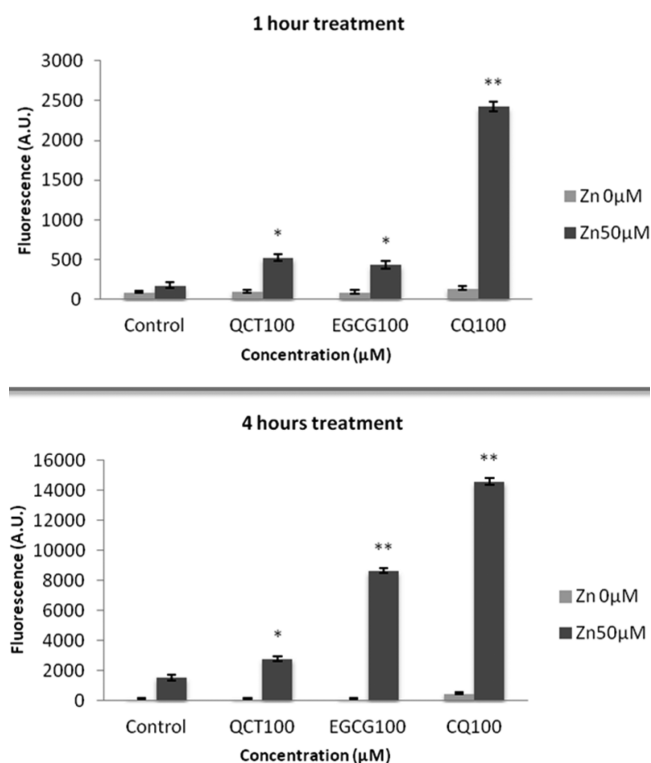 1 hour treatment
3000
2500
2000
1500
1000
500
0
Fluorescence (A.U.)
*
*
**
Zn 0µM
Zn50µM
Control QCT100 EGCG100 CQ100
Concentration (µM)
4 hours treatment
16000
14000
12000
10000
8000
6000
4000
2000
0
Fluorescence (A.U.)
*
**
**
Zn 0µM
Zn50µM
Control QCT100 EGCG100 CQ100
Concentration (µM)